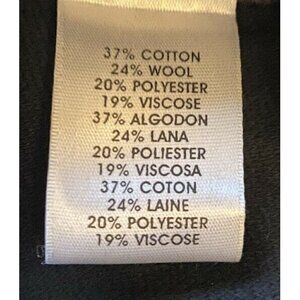 37% COTTON
24% WOOL
20% POLYESTER
19% VISCOSE
37% ALGODON
24% LANA
20% POLIESTER
19% VISCOSA
37% COTON
24% LAINE
20% POLYESTER
19% VISCOSE